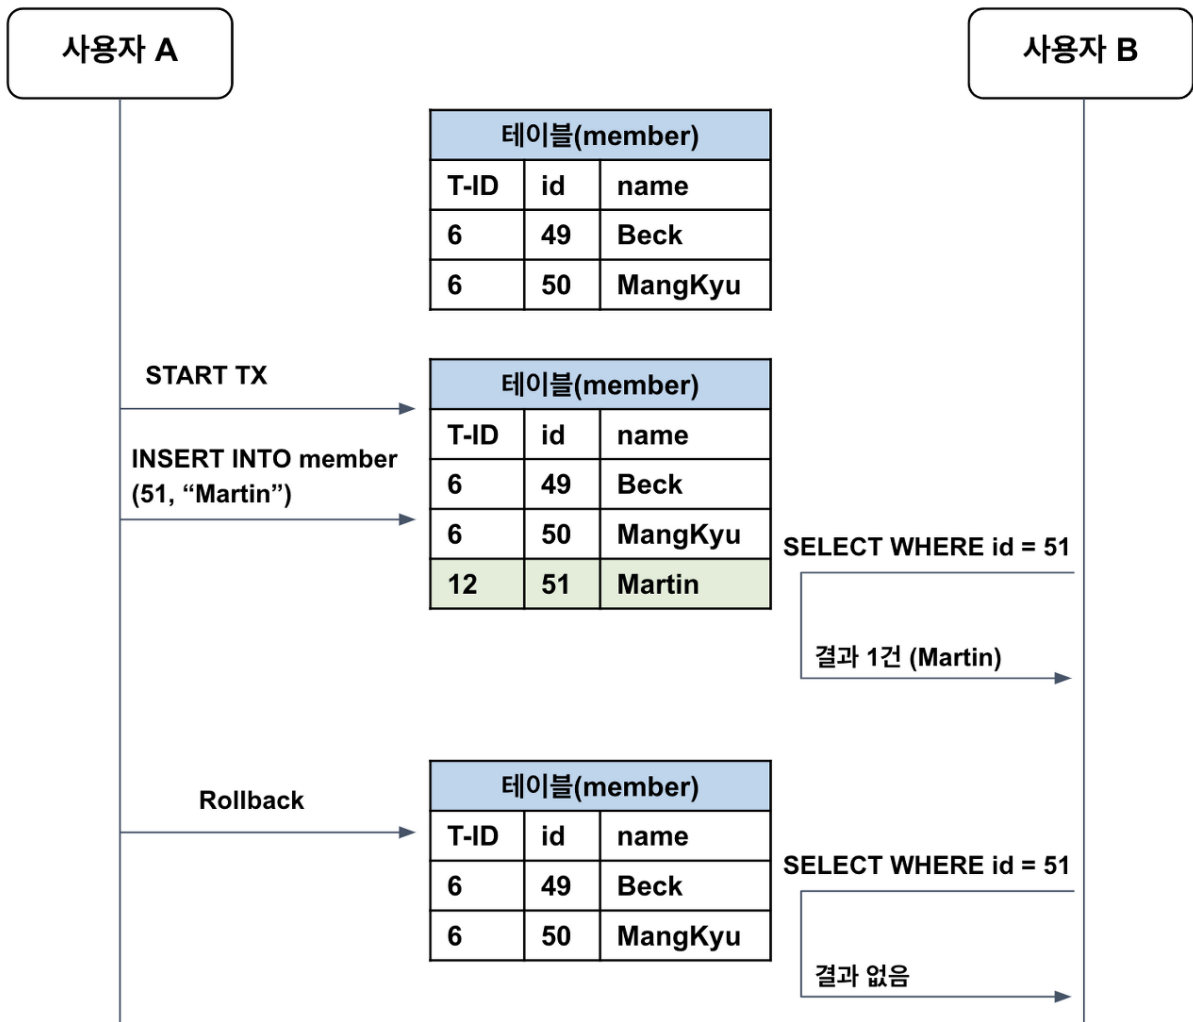 사용자 A
사용자 B
테이블(member)
T-ID id name
6 49 Beck
6 50 MangKyu
START TX
테이블(member)
T-ID id name
INSERT INTO member
(51, “Martin”)
6 49 Beck
6 50 MangKyu
12 51 Martin
SELECT WHERE id = 51
결과 1건 (Martin)
Rollback
테이블(member)
T-ID id name
6 49 Beck
6 50 MangKyu
SELECT WHERE id = 51
결과 없음